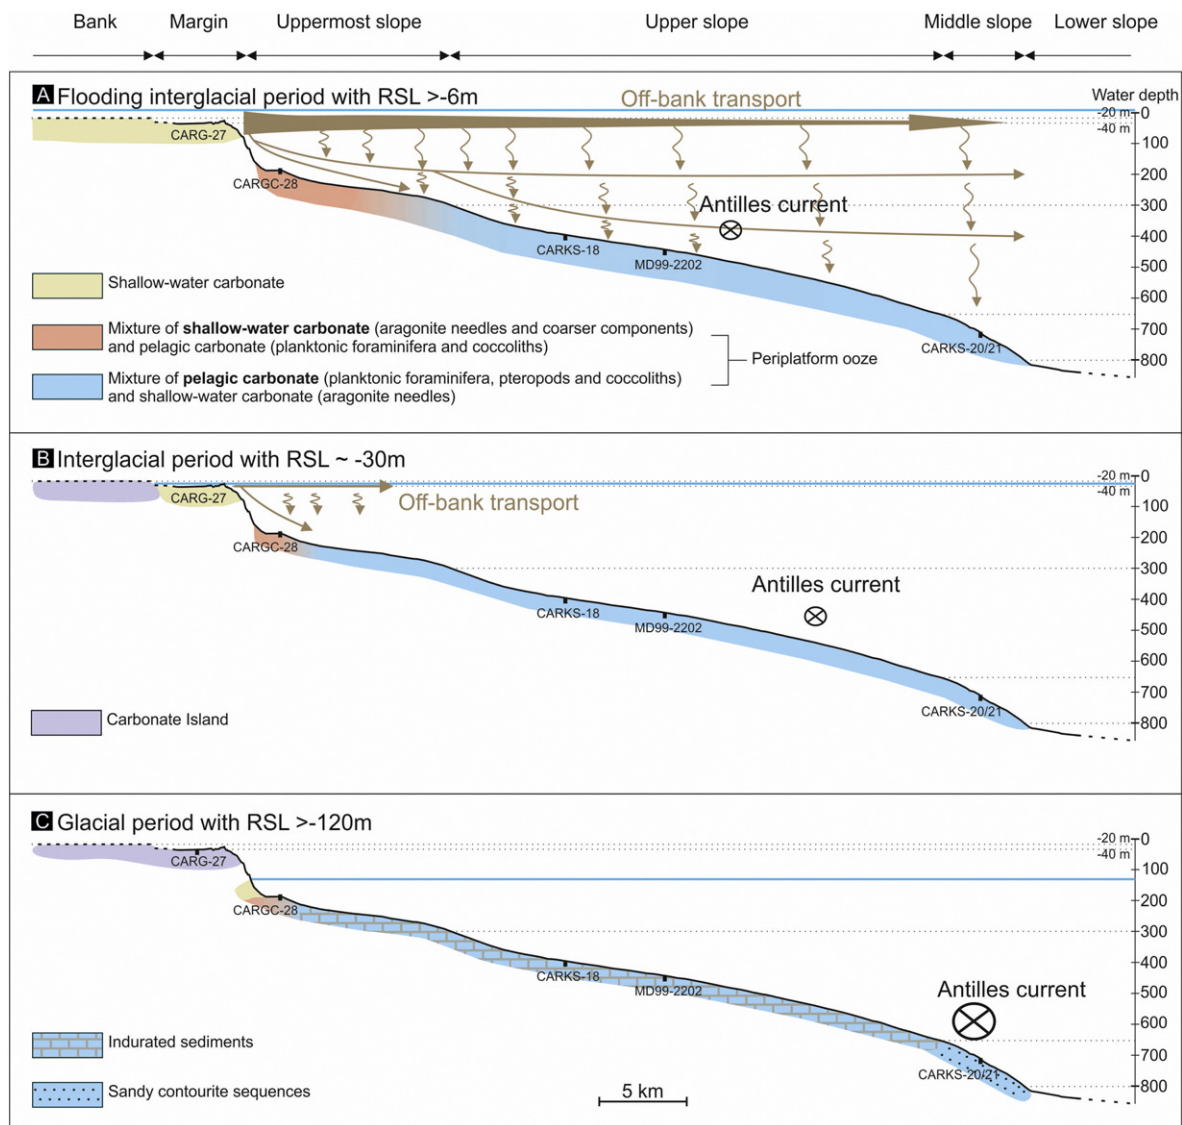 Bank Margin Uppermost slope Upper slope Middle slope Lower slope
A Flooding interglacial period with RSL >-6m
Off-bank transport
Water depth
-20 m
-40 m
0
100
200
300
400
500
600
700
800
CARG-27
CARGC-28
Antilles current
CARKS-18
MD99-2202
CARKS-20/21
Shallow-water carbonate
Mixture of shallow-water carbonate (aragonite needles and coarser components)
and pelagic carbonate (planktonic foraminifera and coccoliths)
Periplatform ooze
Mixture of pelagic carbonate (planktonic foraminifera, pteropods and coccoliths)
and shallow-water carbonate (aragonite needles)
B Interglacial period with RSL ~ -30m
-20 m
-40 m
0
100
200
300
400
500
600
700
800
CARG-27
Off-bank transport
CARGC-28
Antilles current
CARKS-18
MD99-2202
CARKS-20/21
Carbonate Island
C Glacial period with RSL >-120m
-20 m
-40 m
0
100
200
300
400
500
600
700
800
CARG-27
CARGC-28
CARKS-18
MD99-2202
Antilles current
CARKS-20/21
Indurated sediments
Sandy contourite sequences
5 km